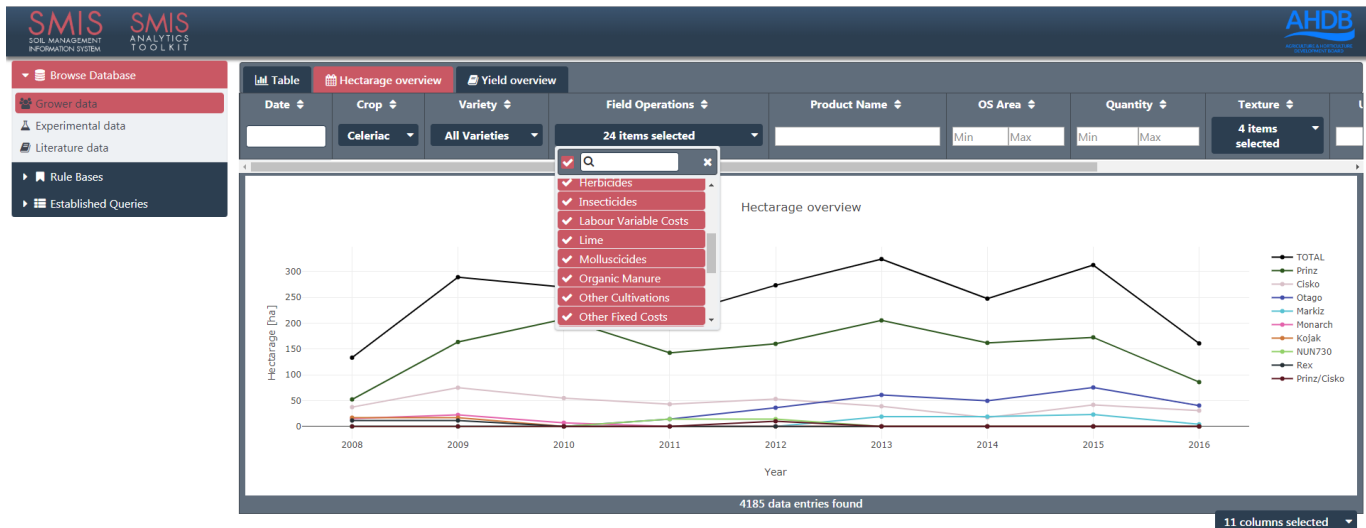 SMIS
SOIL MANAGEMENT
INFORMATION SYSTEM
SMIS
ANALYTICS
TOOLKIT
AHDB
AGRICULTURE & HORTICULTURE
DEVELOPMENT BOARD
Browse Database
Grower data
Experimental data
Literature data
Rule Bases
Established Queries
Table Hectarage overview Yield overview
Date Crop Variety Field Operations Product Name OS Area Quantity Texture
Celeriac All Varieties 24 items selected Min Max Min Max 4 items
selected
Herbicides
Insecticides
Labour Variable Costs
Lime
Molluscicides
Organic Manure
Other Cultivations
Other Fixed Costs
Hectarage overview
Hectarage [ha]
300
250
200
150
100
50
0
2008 2009 2010 2011 2012 2013 2014 2015 2016
Year
TOTAL
Prinz
Cisko
Otago
Markiz
Monarch
Kojak
NUN730
Rex
Prinz/Cisko
4185 data entries found
11 columns selected